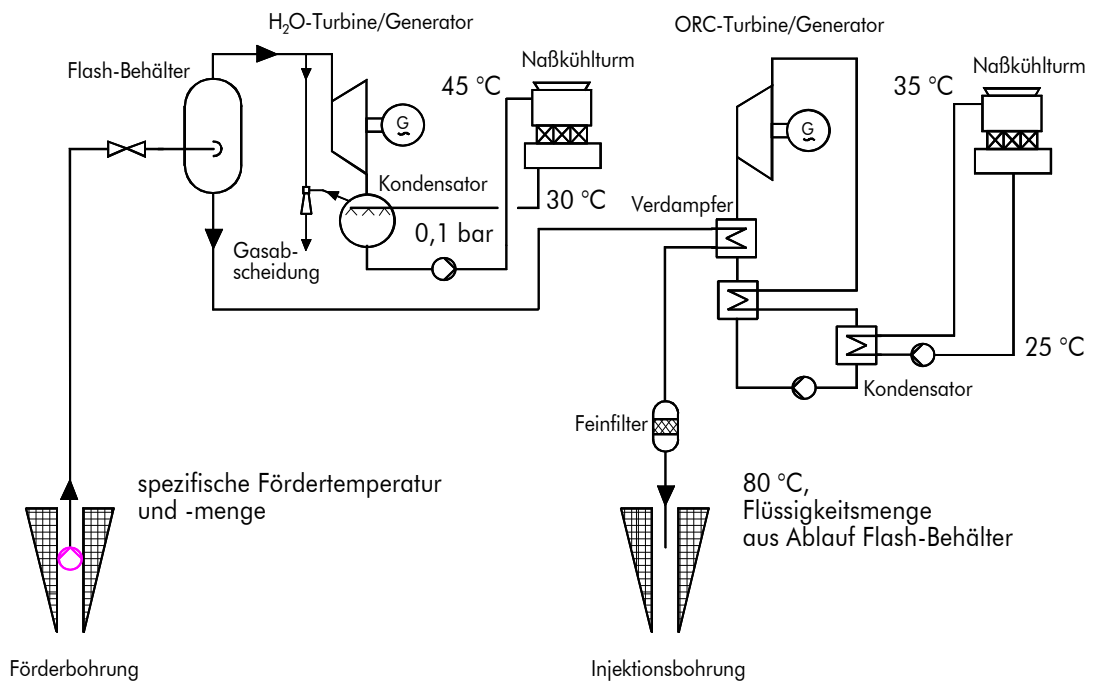 H₂O-Turbine/Generator
ORC-Turbine/Generator
Flash-Behälter
45 °C
Naßkühlturm
35 °C
Naßkühlturm
G
~
G
~
Kondensator
30 °C
Verdampfer
0,1 bar
Gasab-
scheidung
25 °C
Kondensator
Feinfilter
spezifische Fördertemperatur
und -menge
80 °C,
Flüssigkeitsmenge
aus Ablauf Flash-Behälter
Förderbohrung
Injektionsbohrung